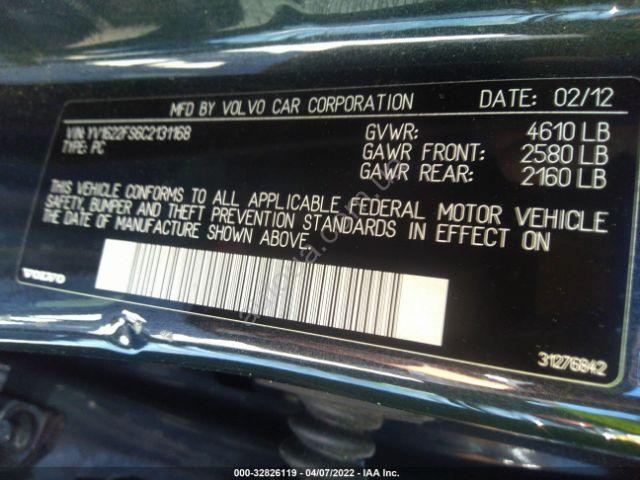 MFD BY VOLVO CAR CORPORATION DATE: 02/12
VIN: YV1622FS6C2131168 GVWR: 4610 LB
TYPE: PC GAWR FRONT: 2580 LB
GAWR REAR: 2160 LB
THIS VEHICLE CONFORMS TO ALL APPLICABLE FEDERAL MOTOR VEHICLE
SAFETY, BUMPER AND THEFT PREVENTION STANDARDS IN EFFECT ON
THE DATE OF MANUFACTURE SHOWN ABOVE.
VOLVO
31276842
000-32826119 - 04/07/2022 - IAA Inc.